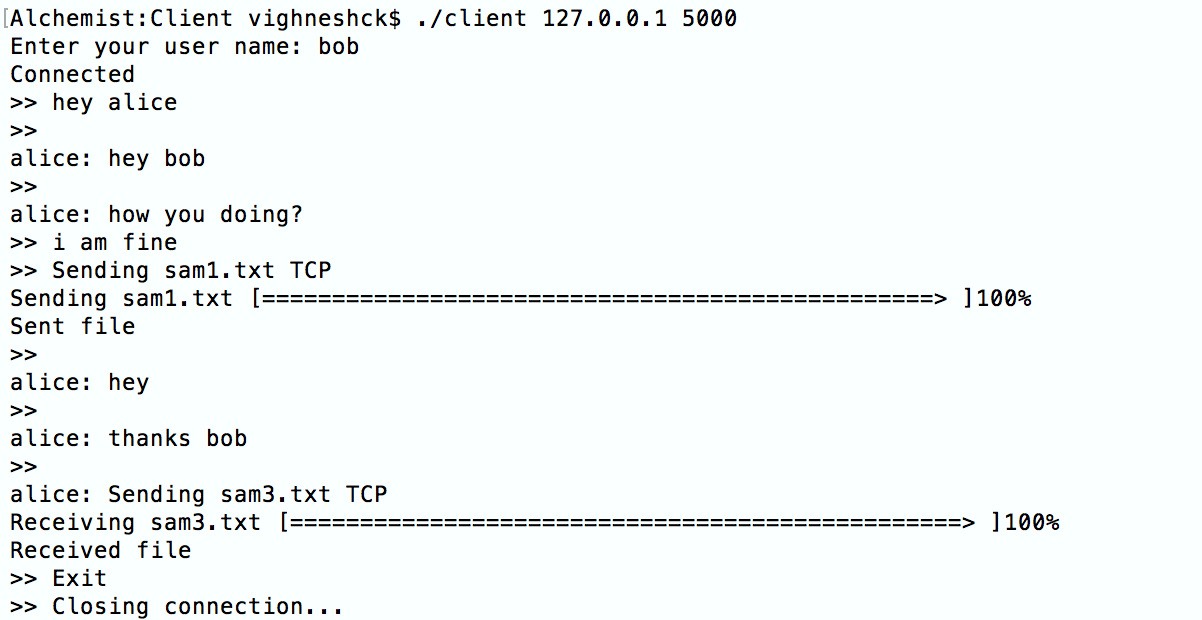 [Alchemist:Client vighneshck$ ./client 127.0.0.1 5000
Enter your user name: bob
Connected
>> hey alice
>>
alice: hey bob
>>
alice: how you doing?
>> i am fine
>> Sending sam1.txt TCP
Sending sam1.txt [================================================> ]100%
Sent file
>>
alice: hey
>>
alice: thanks bob
>>
alice: Sending sam3.txt TCP
Receiving sam3.txt [================================================> ]100%
Received file
>> Exit
>> Closing connection...